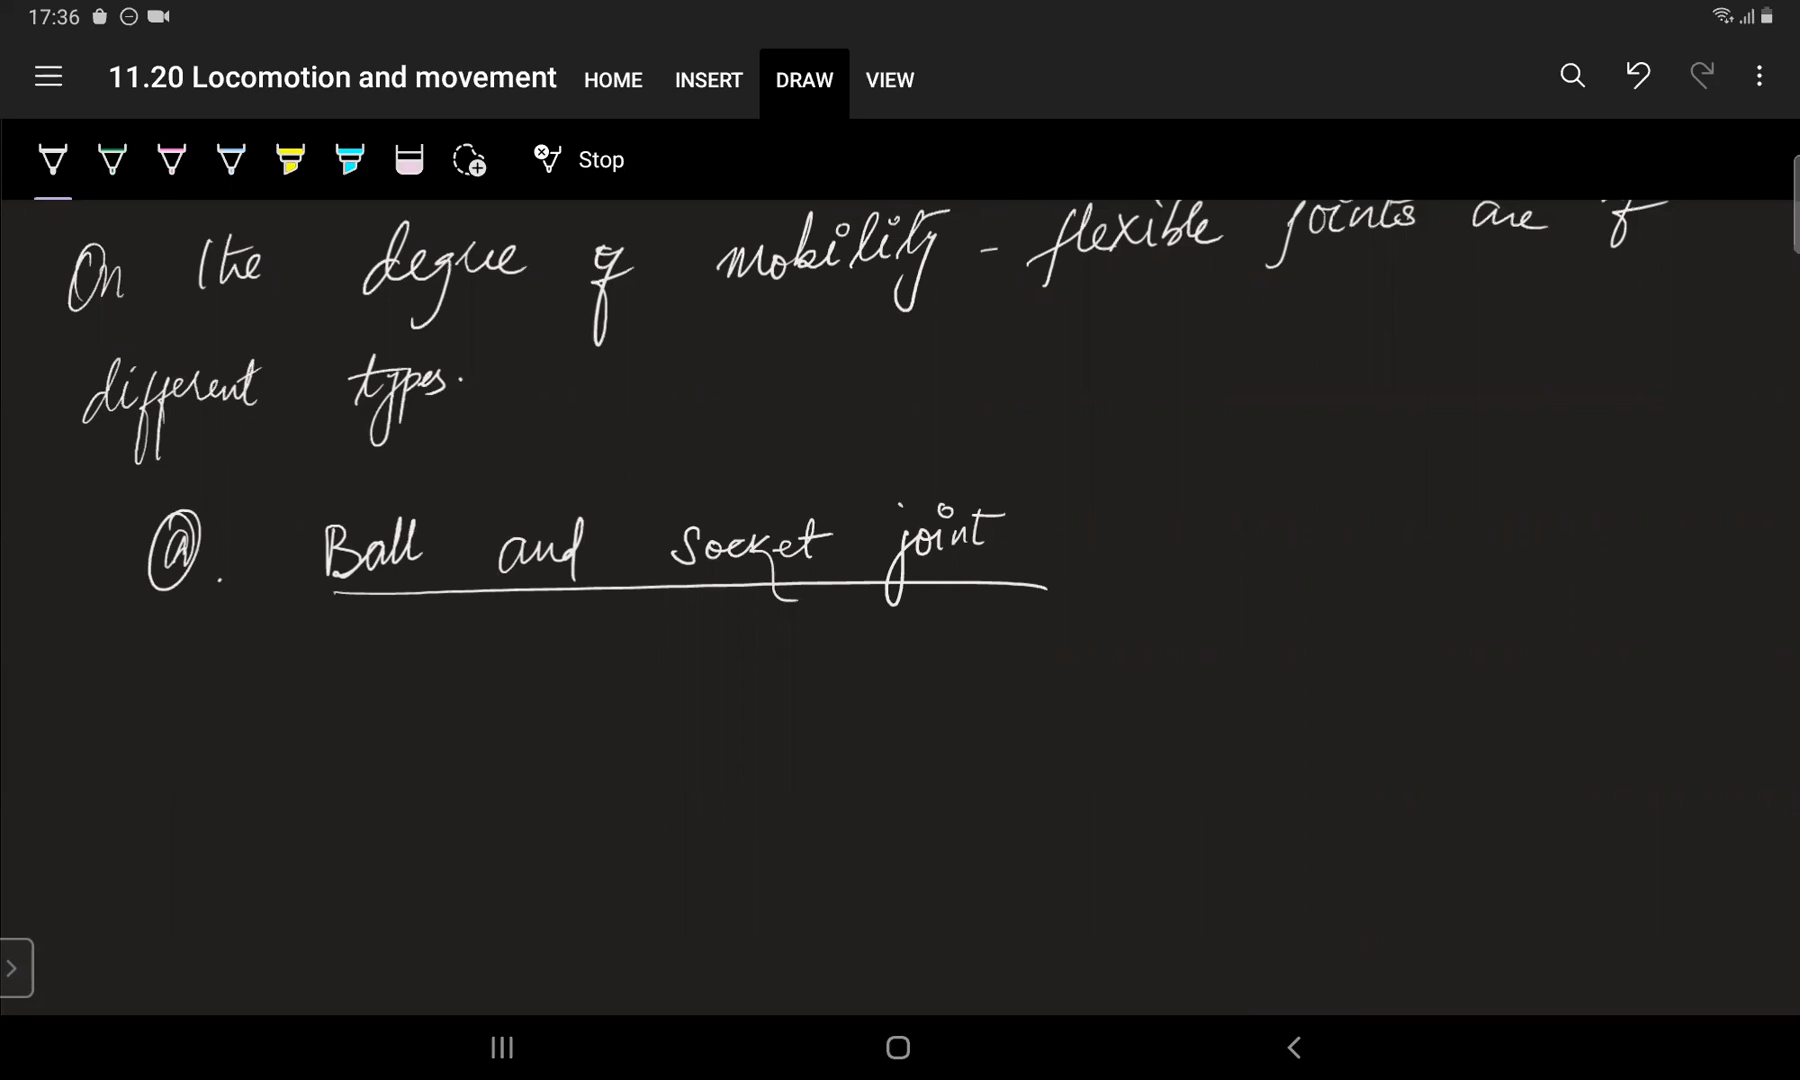 17:36
11.20 Locomotion and movement HOME INSERT DRAW VIEW
Stop
On the degree of mobility - flexible joints are of
different types.
(a). Ball and Socket joint